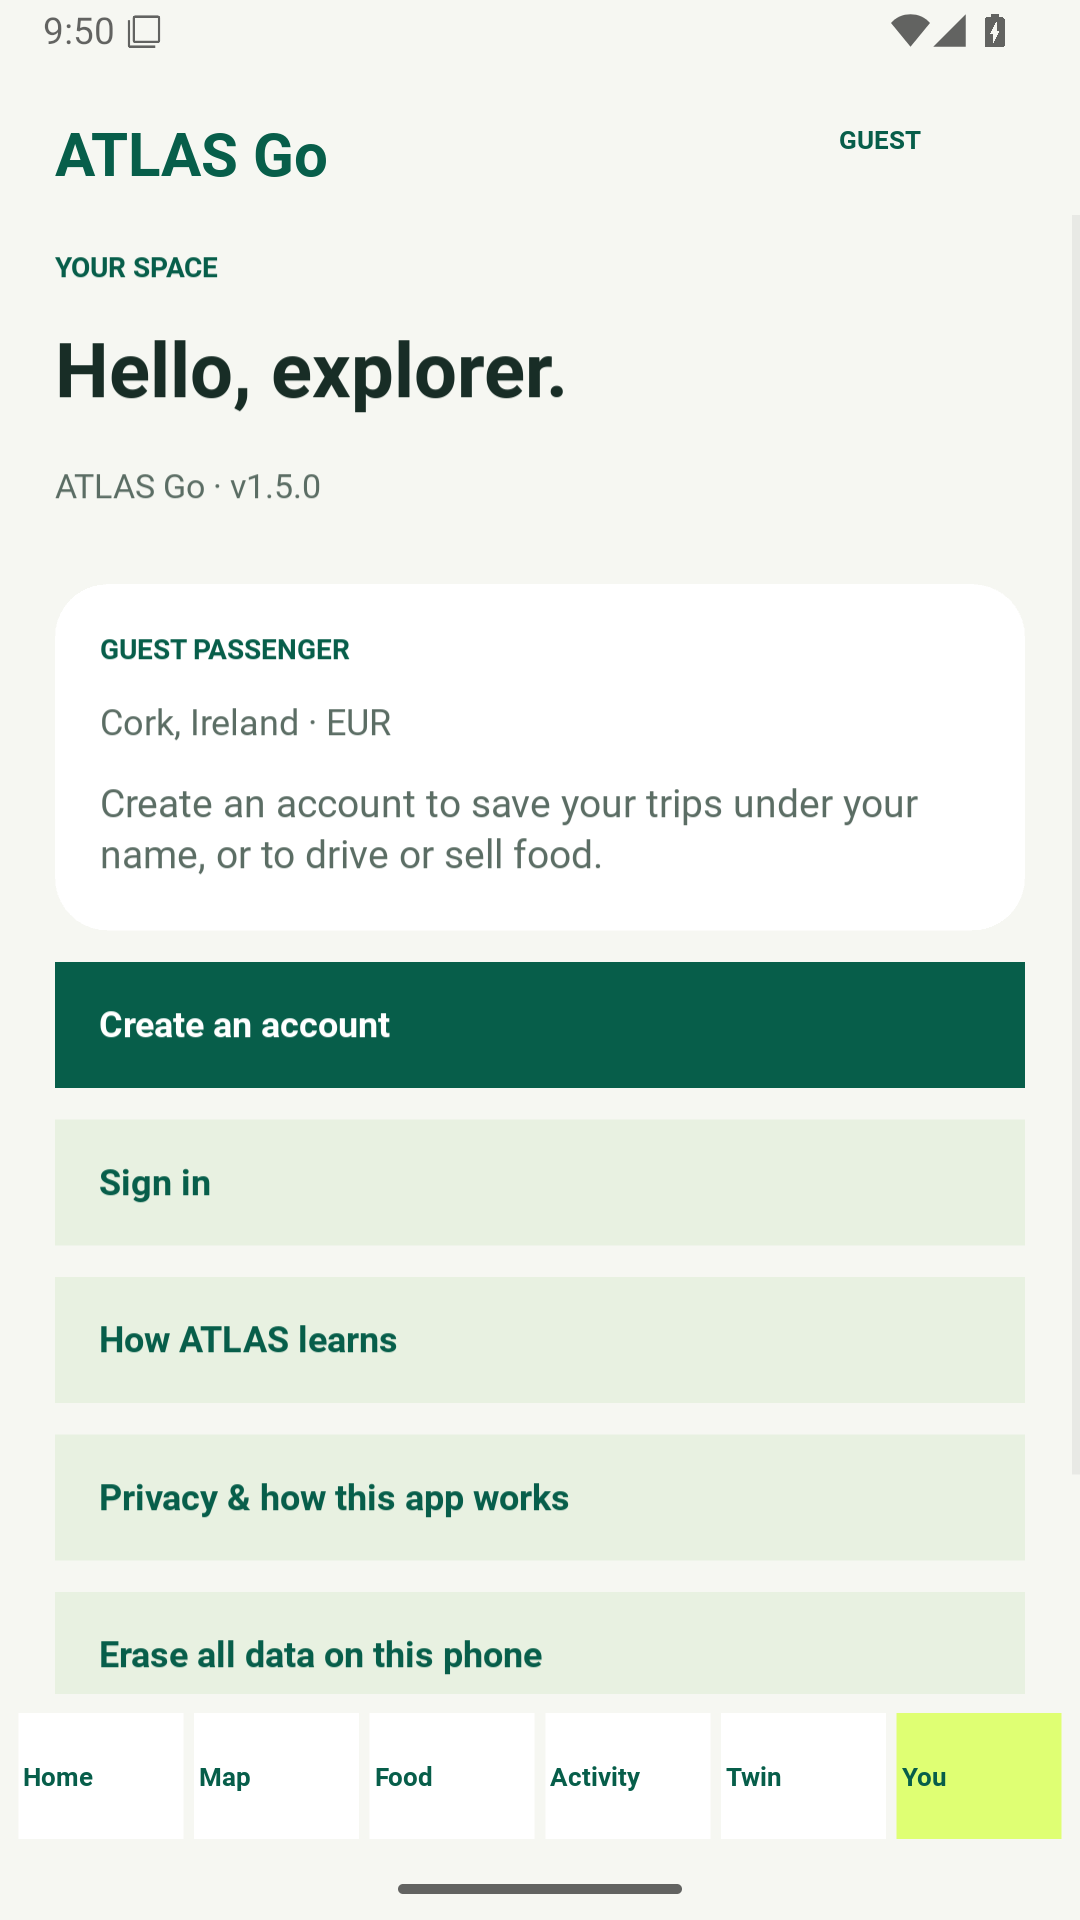 9:50
ATLAS Go
GUEST
YOUR SPACE
Hello, explorer.
ATLAS Go · v1.5.0
GUEST PASSENGER
Cork, Ireland · EUR
Create an account to save your trips under your
name, or to drive or sell food.
Create an account
Sign in
How ATLAS learns
Privacy & how this app works
Erase all data on this phone
Home
Map
Food
Activity
Twin
You